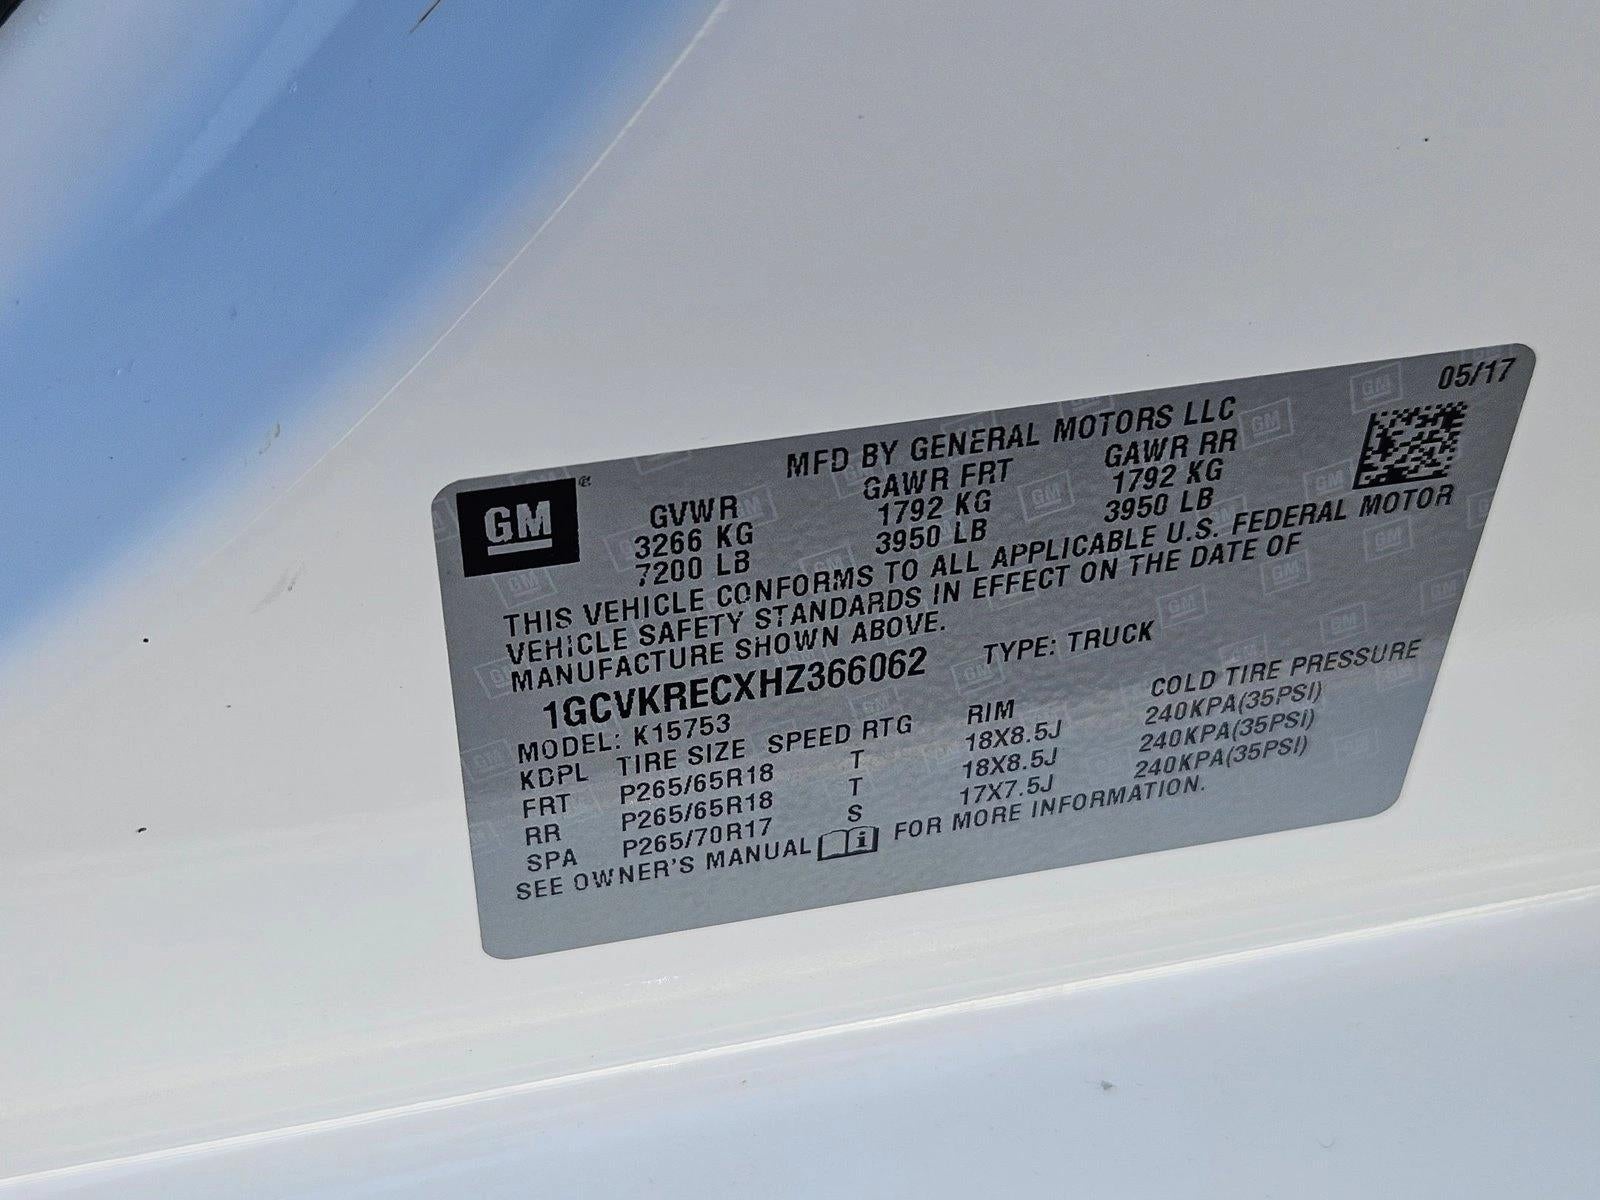 05/17
MFD BY GENERAL MOTORS LLC
GM ®
GVWR GAWR FRT GAWR RR
3266 KG 1792 KG 1792 KG
7200 LB 3950 LB 3950 LB
THIS VEHICLE CONFORMS TO ALL APPLICABLE U.S. FEDERAL MOTOR
VEHICLE SAFETY STANDARDS IN EFFECT ON THE DATE OF
MANUFACTURE SHOWN ABOVE.
1GCVKRECXHZ366062 TYPE: TRUCK
MODEL: K15753
KDPL TIRE SIZE SPEED RTG RIM COLD TIRE PRESSURE
FRT P265/65R18 T 18X8.5J 240KPA(35PSI)
RR P265/65R18 T 18X8.5J 240KPA(35PSI)
SPA P265/70R17 S 17X7.5J 240KPA(35PSI)
SEE OWNER'S MANUAL i FOR MORE INFORMATION.